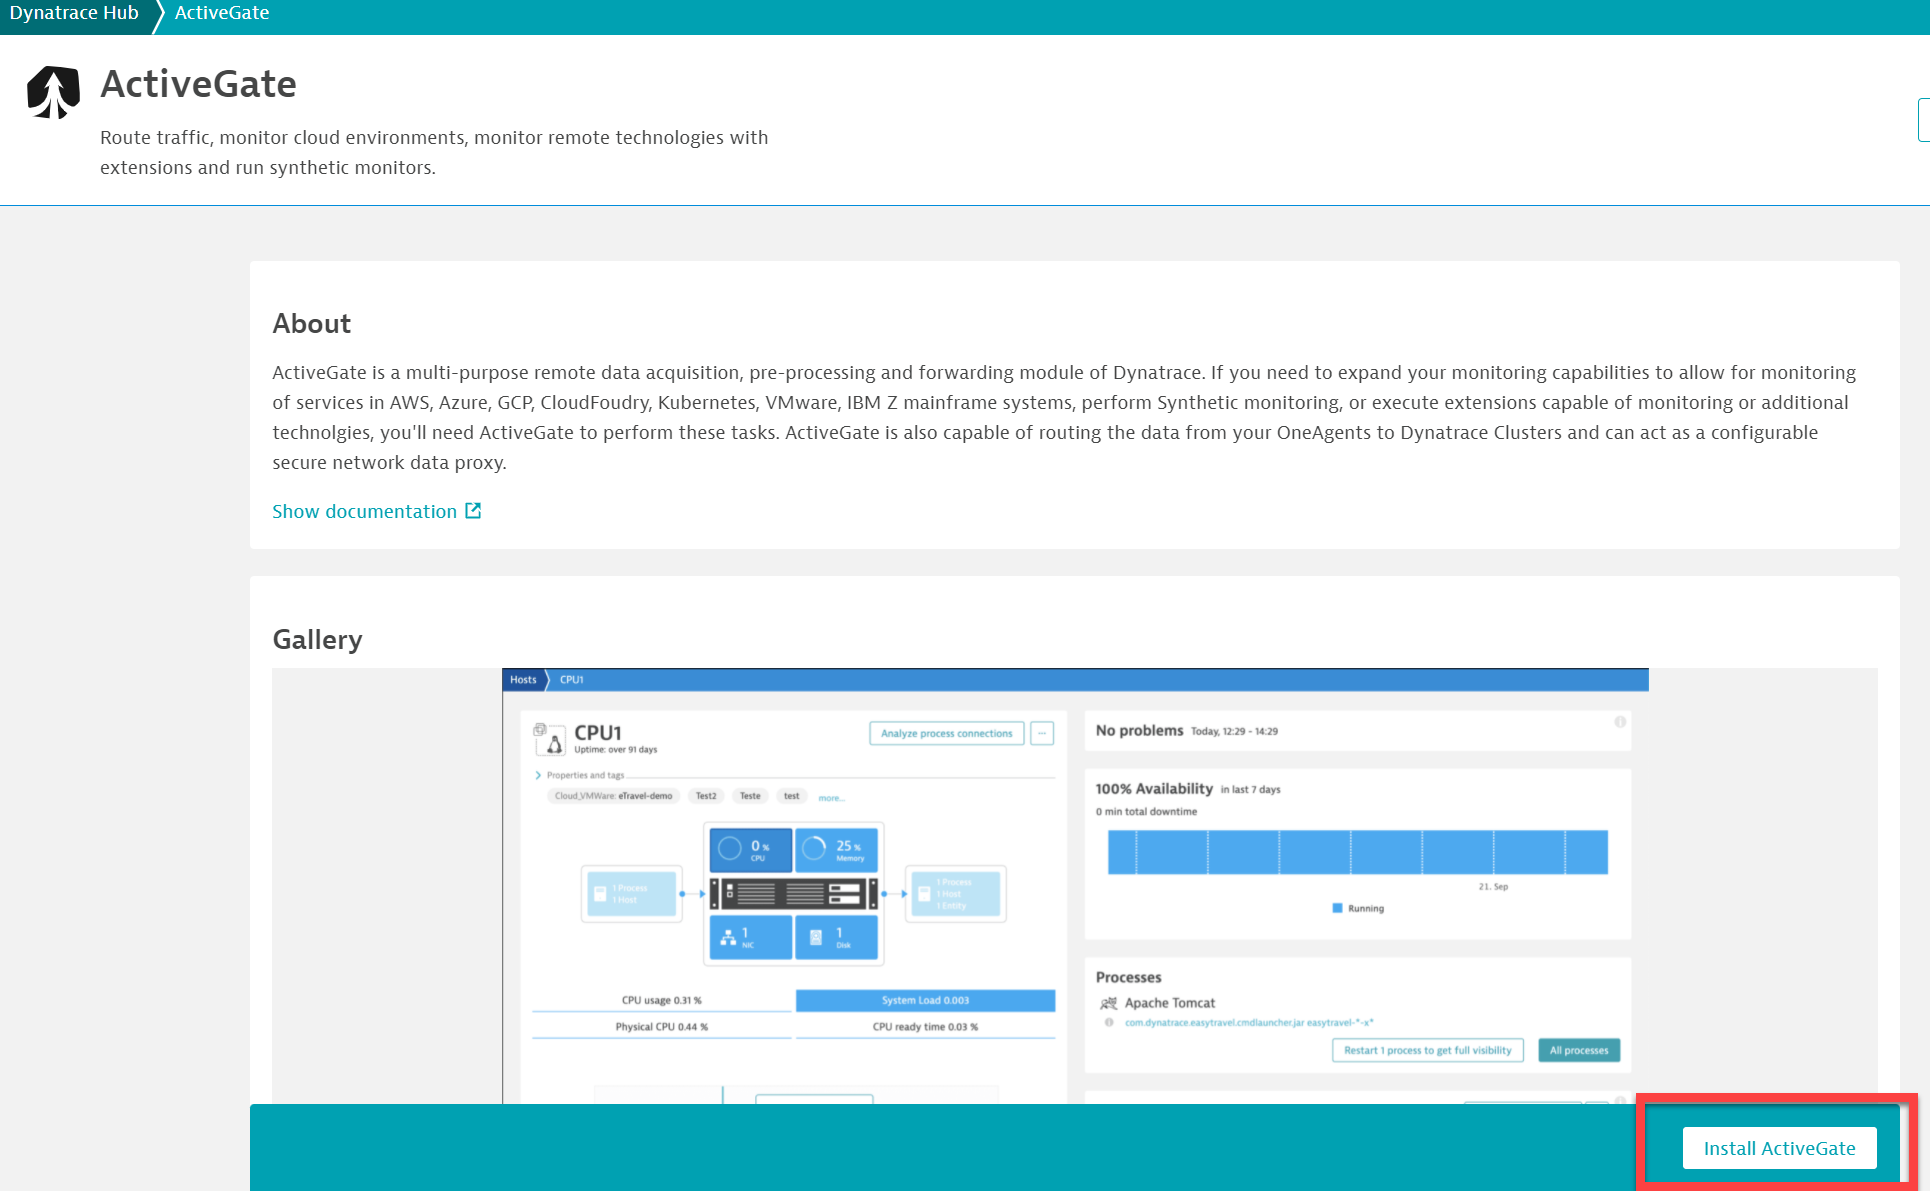 Dynatrace Hub
ActiveGate
ActiveGate
Route traffic, monitor cloud environments, monitor remote technologies with
extensions and run synthetic monitors.
About
ActiveGate is a multi-purpose remote data acquisition, pre-processing and forwarding module of Dynatrace. If you need to expand your monitoring capabilities to allow for monitoring
of services in AWS, Azure, GCP, CloudFoudry, Kubernetes, VMware, IBM Z mainframe systems, perform Synthetic monitoring, or execute extensions capable of monitoring or additional
technolgies, you'll need ActiveGate to perform these tasks. ActiveGate is also capable of routing the data from your OneAgents to Dynatrace Clusters and can act as a configurable
secure network data proxy.
Show documentation
Gallery
Hosts
CPU1
CPU1
Uptime: over 91 days
Analyze process connections
...
Properties and tags
Cloud_VMWare: eTravel-demo
Test2
Teste
test
more...
0 %
CPU
25 %
Memory
1 Process
1 Host
1 Process
1 Host
1 Entity
1
NIC
1
Disk
CPU usage 0.31 %
System Load 0.003
Physical CPU 0.44 %
CPU ready time 0.03 %
No problems Today, 12:29 - 14:29
100% Availability in last 7 days
0 min total downtime
21. Sep
Running
Processes
Apache Tomcat
com.dynatrace.easytravel.cmdlauncher.jar easytravel-*-x*
Restart 1 process to get full visibility
All processes
Install ActiveGate